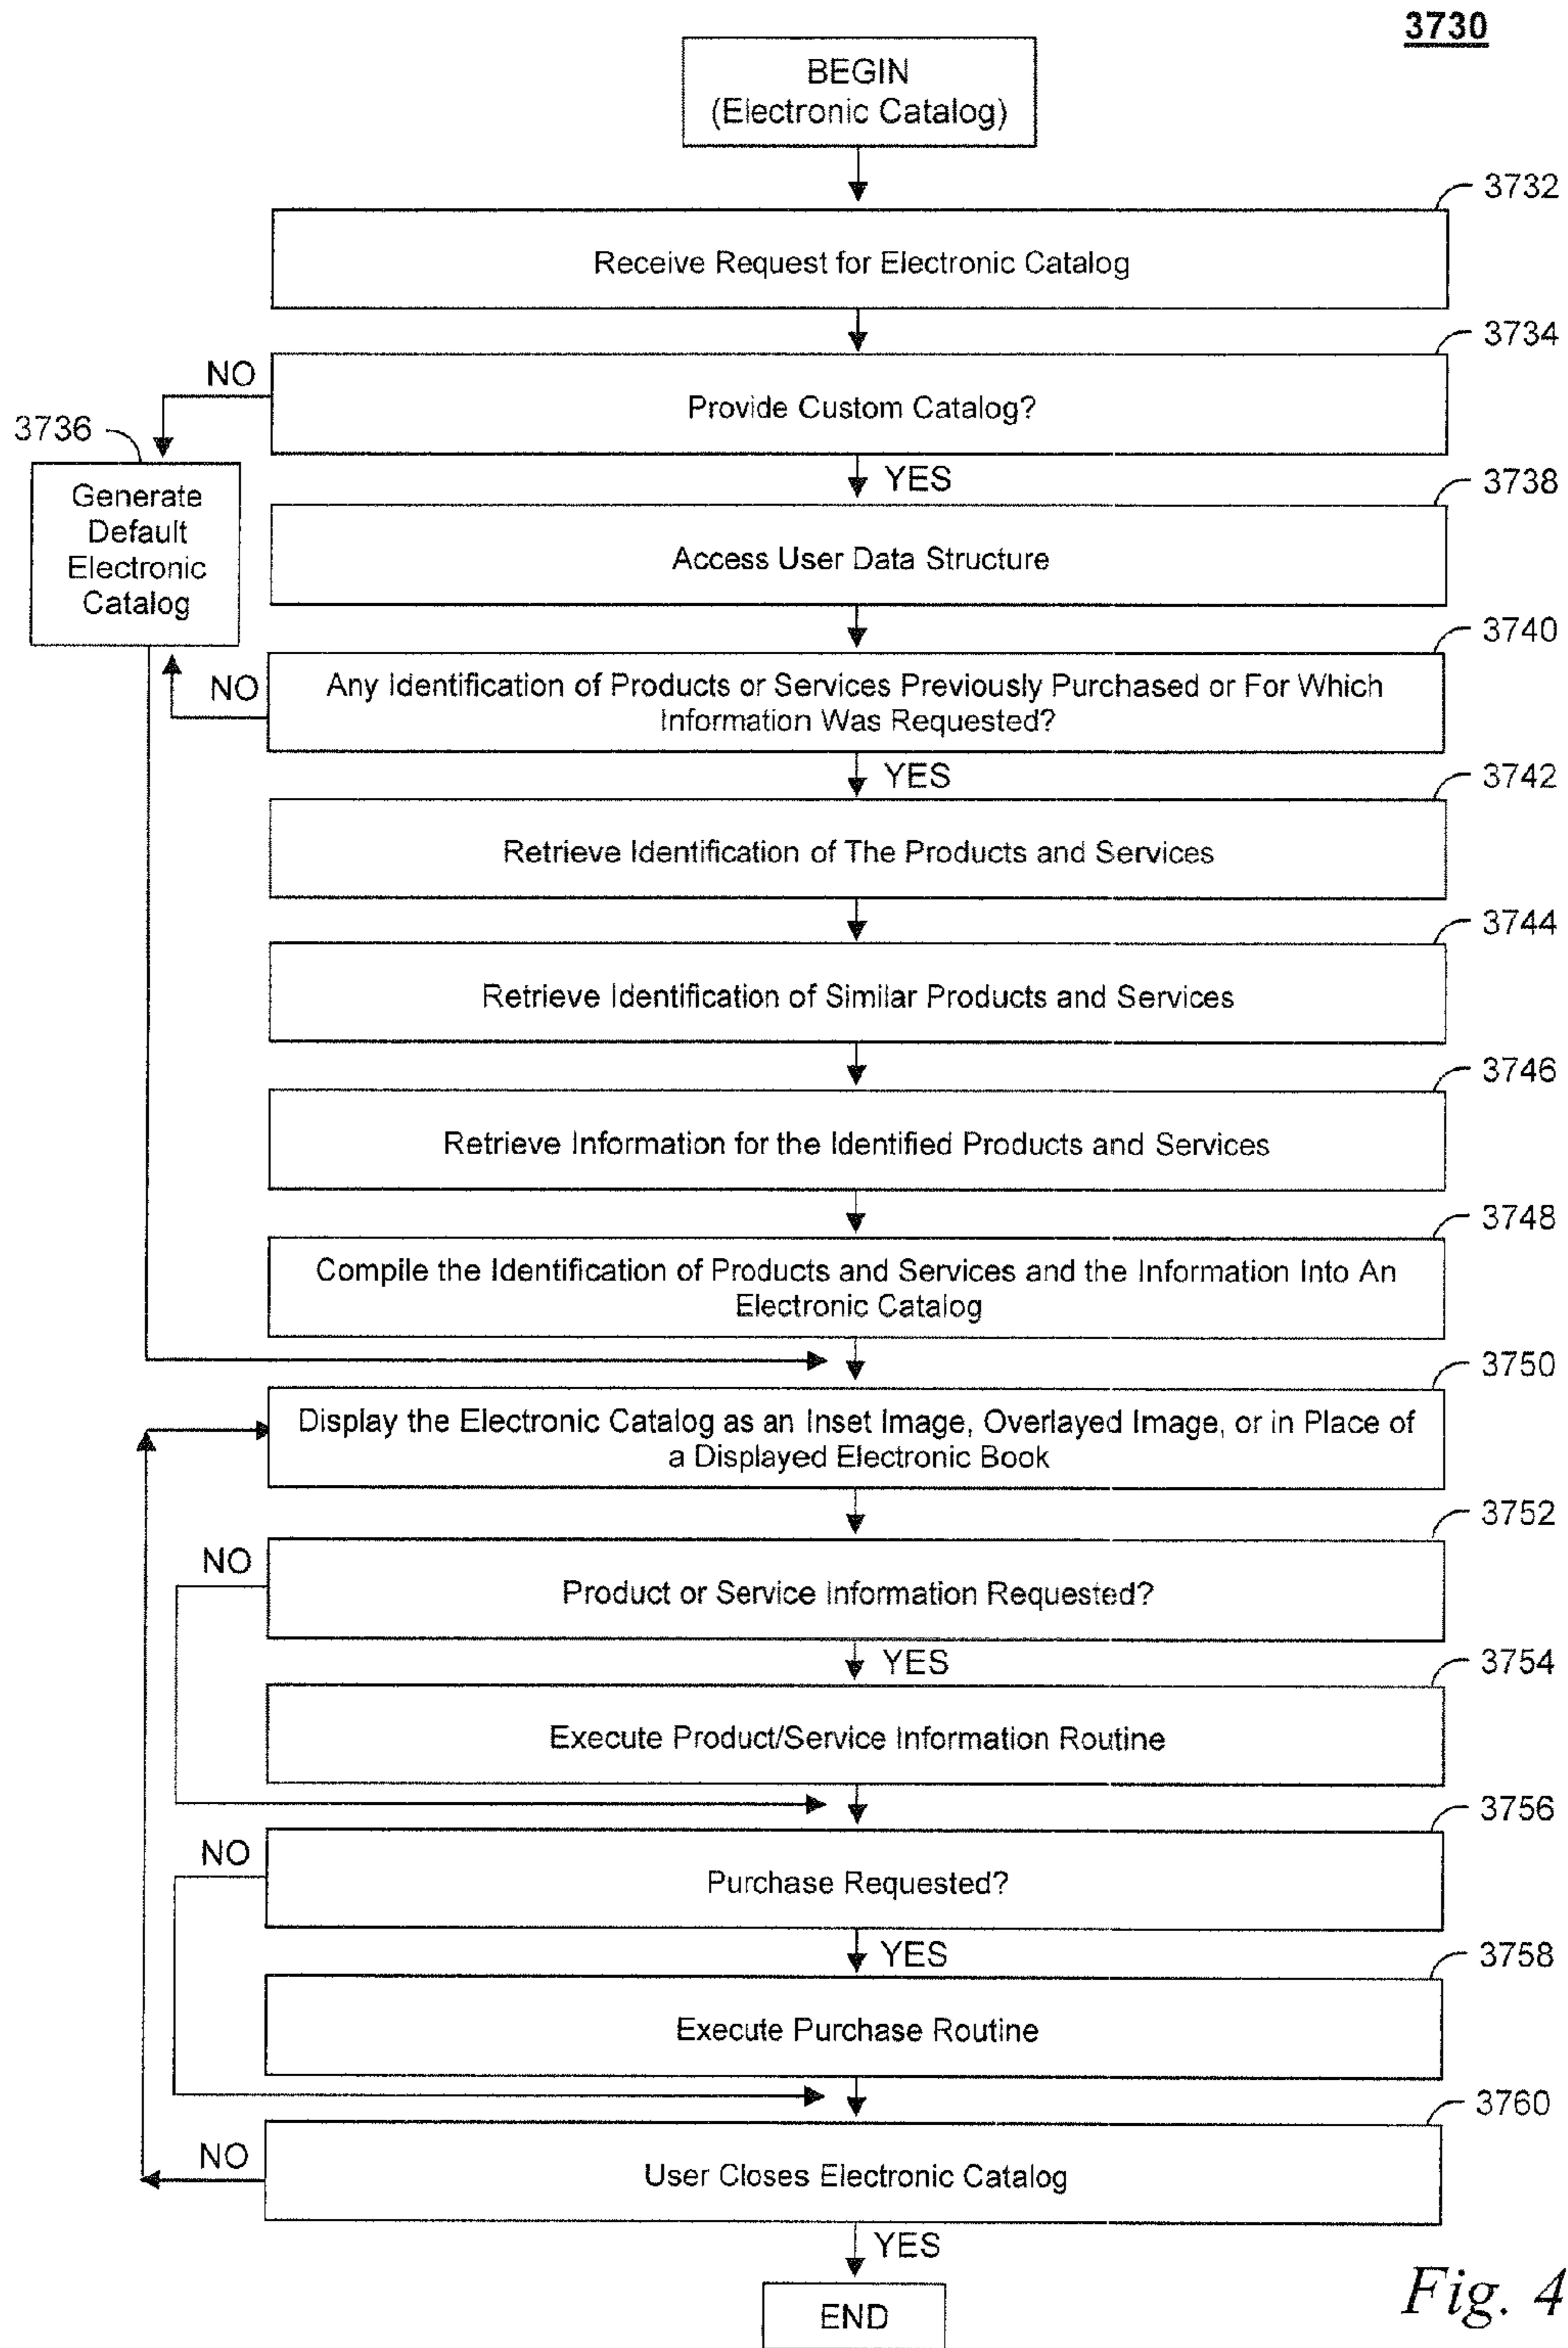 3730
BEGIN
(Electronic Catalog)
3732
Receive Request for Electronic Catalog
3734
NO
Provide Custom Catalog?
3736
YES
3738
Generate
Default
Electronic
Catalog
Access User Data Structure
3740
NO
Any Identification of Products or Services Previously Purchased or For Which
Information Was Requested?
YES
3742
Retrieve Identification of The Products and Services
3744
Retrieve Identification of Similar Products and Services
3746
Retrieve Information for the Identified Products and Services
3748
Compile the Identification of Products and Services and the Information Into An
Electronic Catalog
3750
Display the Electronic Catalog as an Inset Image, Overlayed Image, or in Place of
a Displayed Electronic Book
3752
NO
Product or Service Information Requested?
YES
3754
Execute Product/Service Information Routine
3756
NO
Purchase Requested?
YES
3758
Execute Purchase Routine
3760
NO
User Closes Electronic Catalog
YES
END
Fig. 4